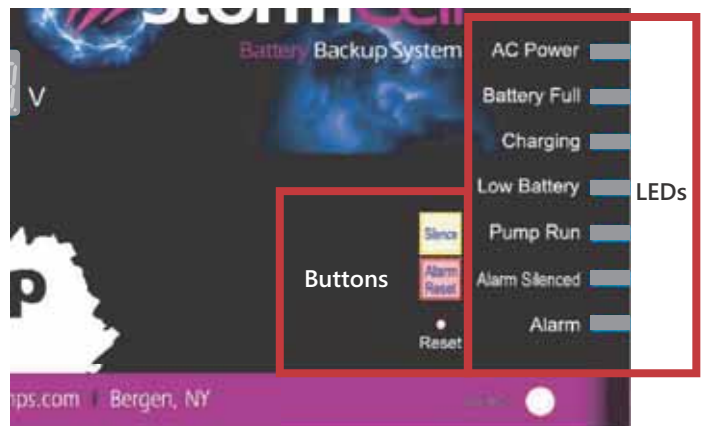 StormCell
Battery Backup System
V
AC Power
Battery Full
Charging
Low Battery
Pump Run
Alarm Silenced
Alarm
LEDs
Buttons
Silence
Alarm
Reset
Reset
p
ps.com | Bergen, NY